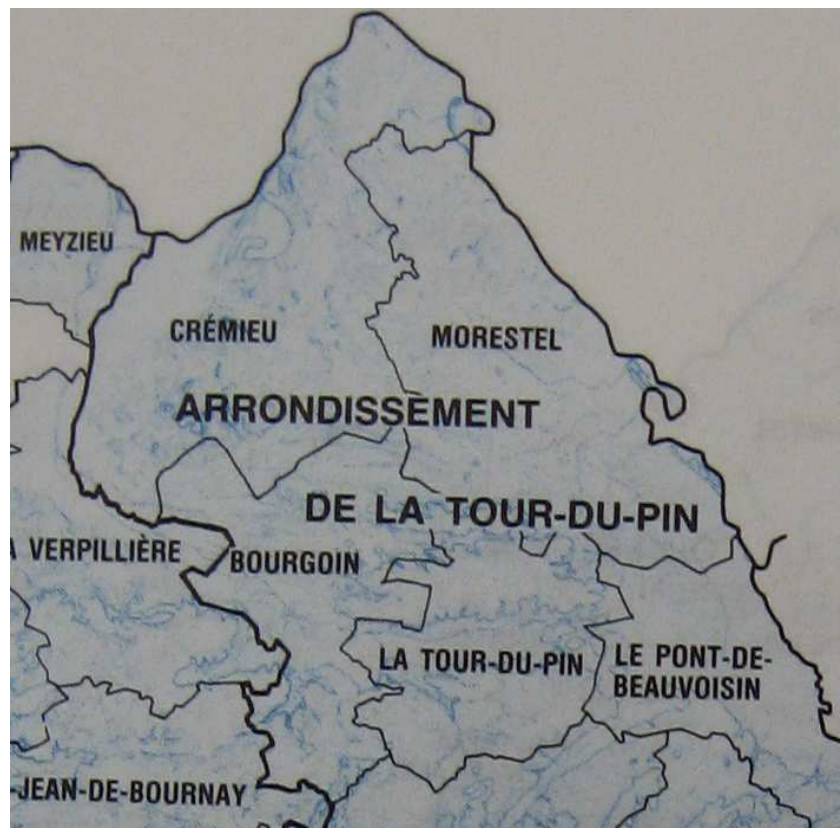 MEYZIEU
CRÉMIEU
MORESTEL
ARRONDISSEMENT
DE LA TOUR-DU-PIN
VERPILLIÈRE
BOURGOIN
LA TOUR-DU-PIN
LE PONT-DE-
BEAUVOISIN
-JEAN-DE-BOURNAY